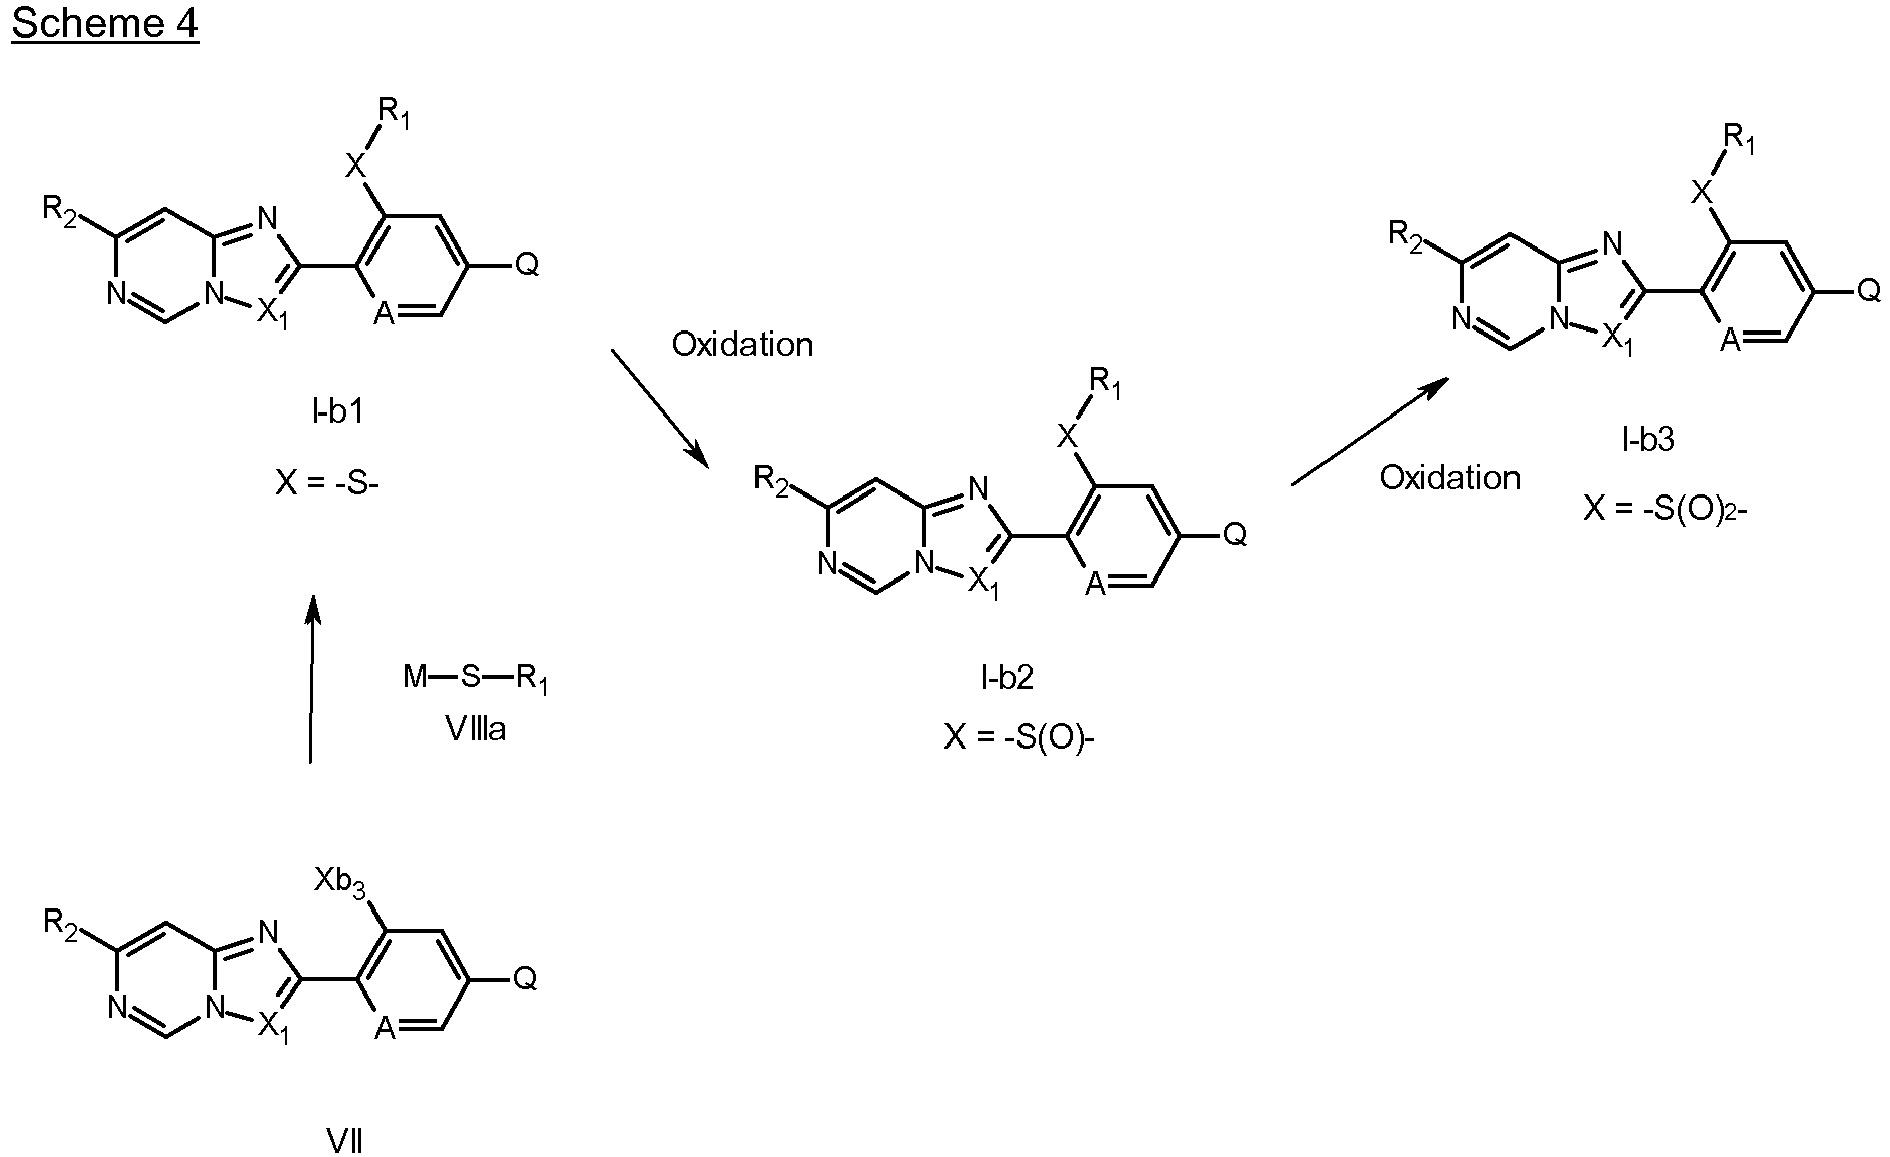 Scheme 4
R1
X
R2
N
N
N
X1
A
Q
I-b1
X = -S-
Oxidation
R1
X
R2
N
N
N
X1
A
Q
I-b2
X = -S(O)-
Oxidation
R1
X
R2
N
N
N
X1
A
Q
I-b3
X = -S(O)2-
M-S-R1
VIIIa
Xb3
R2
N
N
N
X1
A
Q
VII